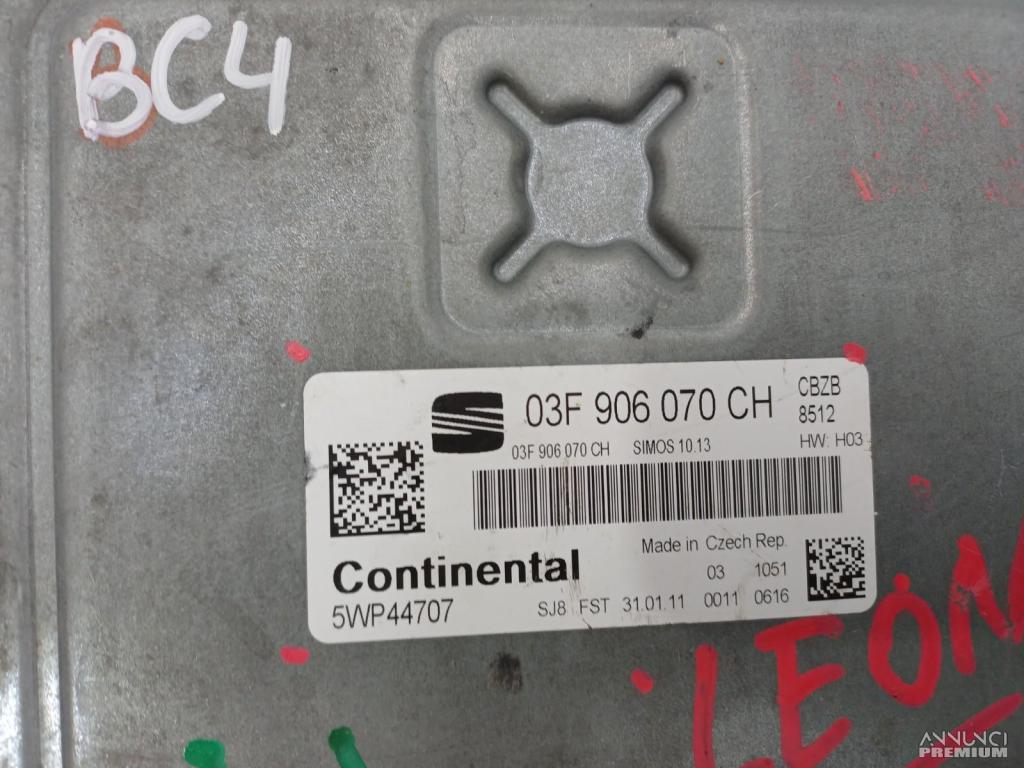 BC4
03F 906 070 CH
CBZB
8512
03F 906 070 CH SIMOS 10.13
HW: H03
Made in Czech Rep.
Continental
03 1051
5WP44707
SJ8 FST 31.01.11 0011 0616
LEON
ANNUNCI
PREMIUM